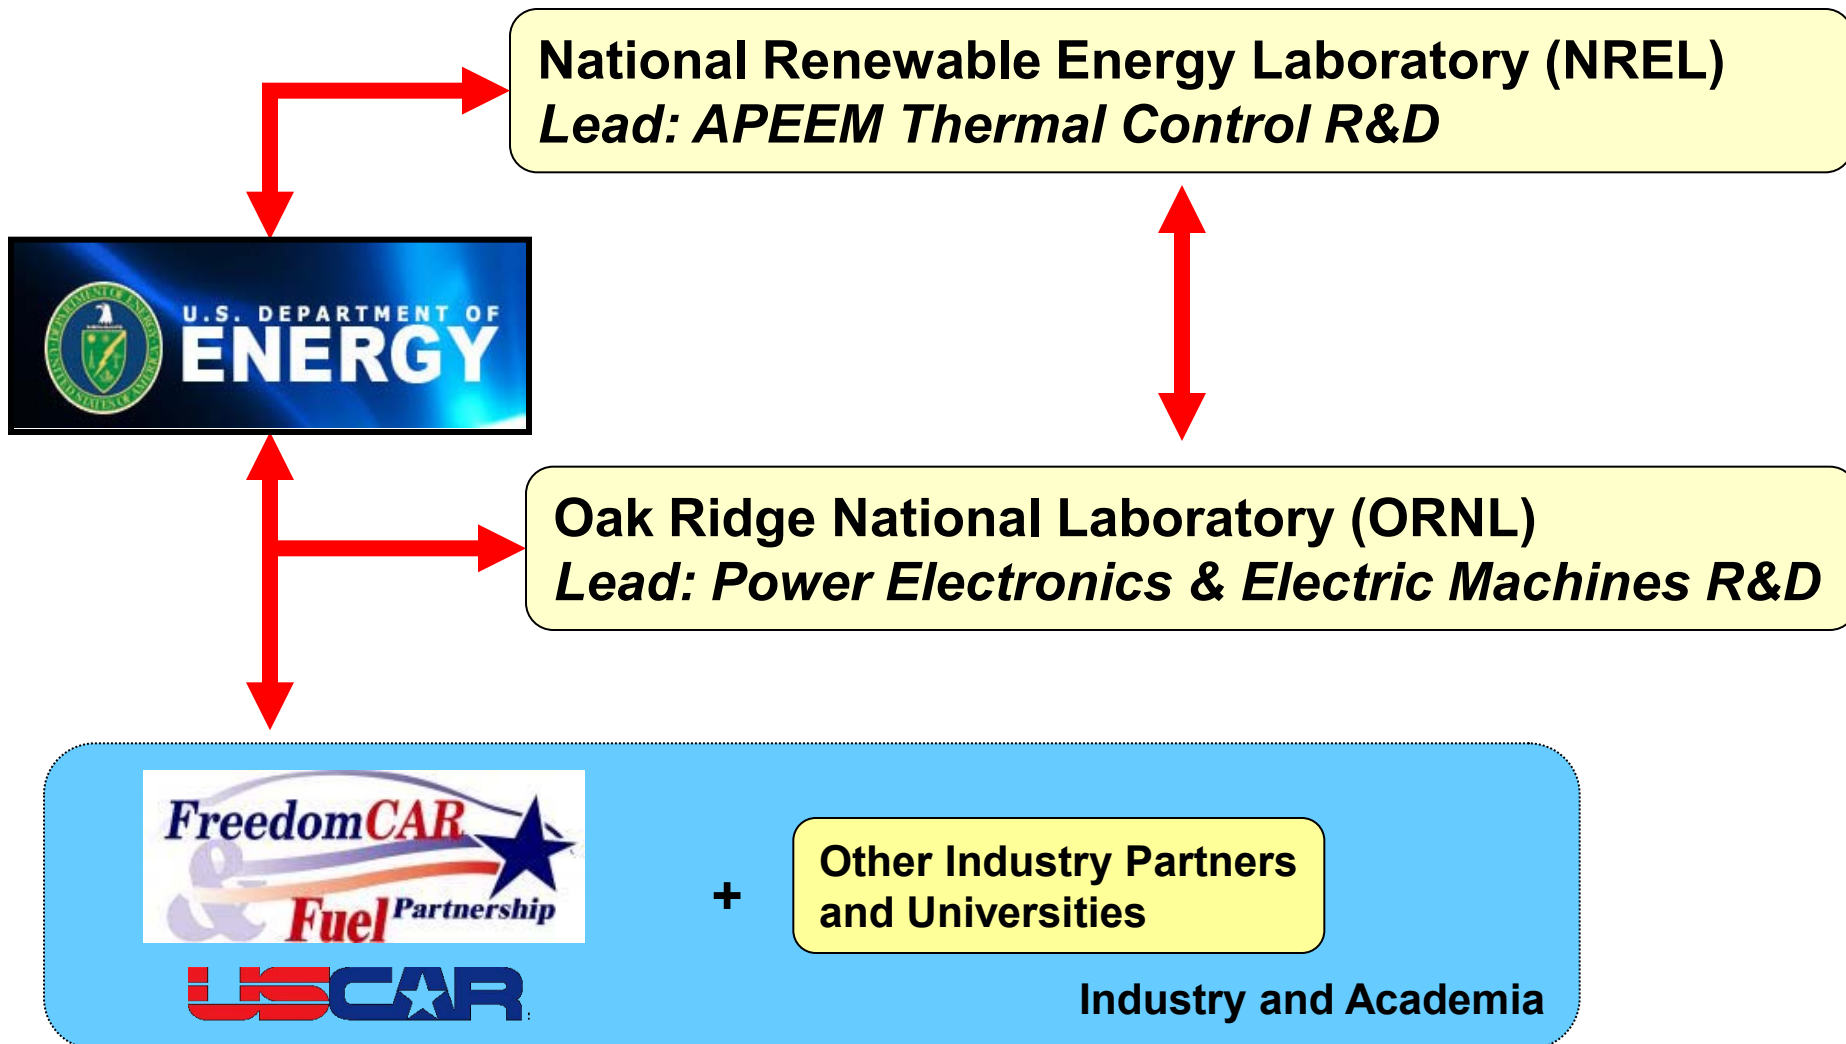 National Renewable Energy Laboratory (NREL)
Lead: APEEM Thermal Control R&D
U.S. DEPARTMENT OF
ENERGY
Oak Ridge National Laboratory (ORNL)
Lead: Power Electronics & Electric Machines R&D
FreedomCAR
&
Fuel Partnership
USCAR
+
Other Industry Partners
and Universities
Industry and Academia